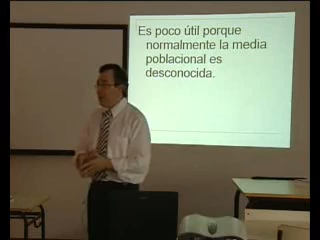 Es poco útil porque
normalmente la media
poblacional es
desconocida.